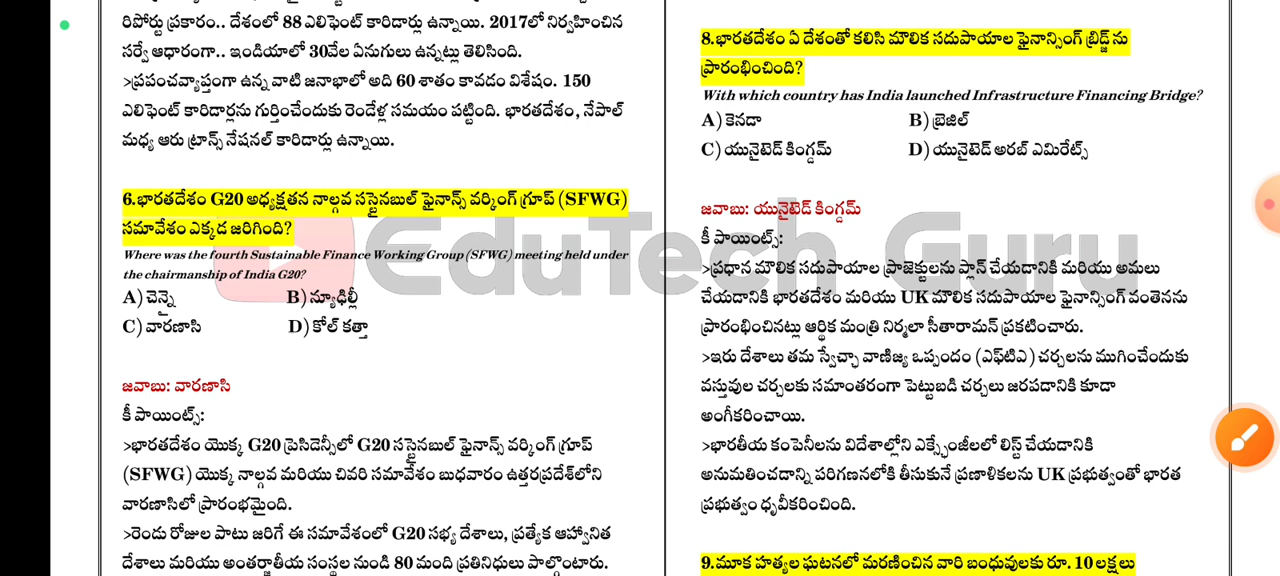 రిపోర్టు ప్రకారం.. దేశంలో 88 ఎలిఫెంట్ కారిడార్లు ఉన్నాయి. 2017లో నిర్వహించిన
సర్వే ఆధారంగా.. ఇండియాలో 30వేల ఏనుగులు ఉన్నట్లు తెలిసింది.
>ప్రపంచవ్యాప్తంగా ఉన్న వాటి జనాభాలో అది 60 శాతం కావడం విశేషం. 150
ఎలిఫెంట్ కారిడార్లను గుర్తించేందుకు రెండేళ్ల సమయం పట్టింది. భారతదేశం, నేపాల్
మధ్య ఆరు ట్రాన్స్ నేషనల్ కారిడార్లు ఉన్నాయి.
6.భారతదేశం G20 అధ్యక్షతన నాల్గవ సస్టైనబుల్ ఫైనాన్స్ వర్కింగ్ గ్రూప్ (SFWG)
సమావేశం ఎక్కడ జరిగింది?
Where was the fourth Sustainable Finance Working Group (SFWG) meeting held under
the chairmanship of India G20?
A) చెన్నై B) న్యూఢిల్లీ
C) వారణాసి D) కోల్ కత్తా
జవాబు: వారణాసి
కీ పాయింట్స్:
>భారతదేశం యొక్క G20 ప్రెసిడెన్సీలో G20 సస్టైనబుల్ ఫైనాన్స్ వర్కింగ్ గ్రూప్
(SFWG) యొక్క నాల్గవ మరియు చివరి సమావేశం బుధవారం ఉత్తరప్రదేశ్‌లోని
వారణాసిలో ప్రారంభమైంది.
>రెండు రోజుల పాటు జరిగే ఈ సమావేశంలో G20 సభ్య దేశాలు, ప్రత్యేక ఆహ్వానిత
దేశాలు మరియు అంతర్జాతీయ సంస్థల నుండి 80 మంది ప్రతినిధులు పాల్గొంటారు.
8.భారతదేశం ఏ దేశంతో కలిసి మౌలిక సదుపాయాల ఫైనాన్సింగ్ బ్రిడ్జ్ ను
ప్రారంభించింది?
With which country has India launched Infrastructure Financing Bridge?
A) కెనడా B) బ్రెజిల్
C) యునైటెడ్ కింగ్డమ్ D) యునైటెడ్ అరబ్ ఎమిరేట్స్
జవాబు: యునైటెడ్ కింగ్డమ్
కీ పాయింట్స్:
>ప్రధాన మౌలిక సదుపాయాల ప్రాజెక్టులను ప్లాన్ చేయడానికి మరియు అమలు
చేయడానికి భారతదేశం మరియు UK మౌలిక సదుపాయాల ఫైనాన్సింగ్ వంతెనను
ప్రారంభించినట్లు ఆర్థిక మంత్రి నిర్మలా సీతారామన్ ప్రకటించారు.
>ఇరు దేశాలు తమ స్వేచ్ఛా వాణిజ్య ఒప్పందం (ఎఫ్‌టిఎ) చర్చలను ముగించేందుకు
వస్తువుల చర్చలకు సమాంతరంగా పెట్టుబడి చర్చలు జరపడానికి కూడా
అంగీకరించాయి.
>భారతీయ కంపెనీలను విదేశాల్లోని ఎక్స్ఛేంజీలలో లిస్ట్ చేయడానికి
అనుమతించడాన్ని పరిగణనలోకి తీసుకునే ప్రణాళికలను UK ప్రభుత్వంతో భారత
ప్రభుత్వం ధృవీకరించింది.
9.మూక హత్యల ఘటనలో మరణించిన వారి బంధువులకు రూ. 10 లక్షలు
EduTech Guru